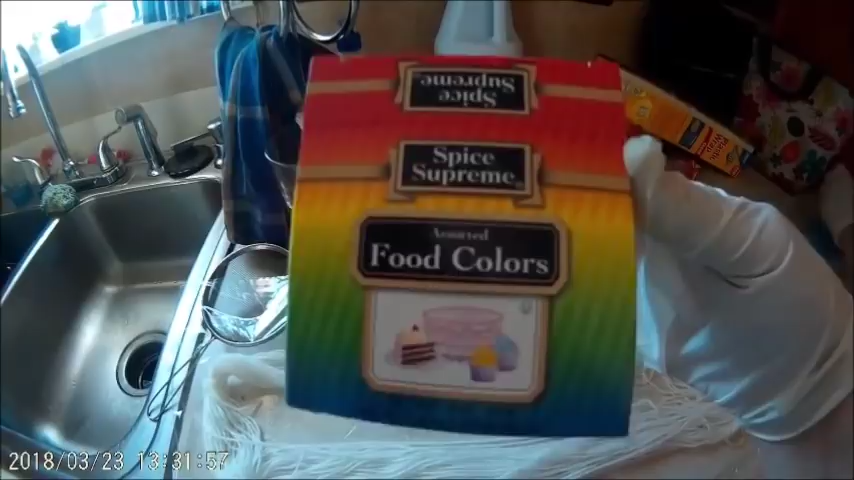 Spice
Supreme
Spice
Supreme
Assorted
Food Colors
2018/03/23 13:31:57